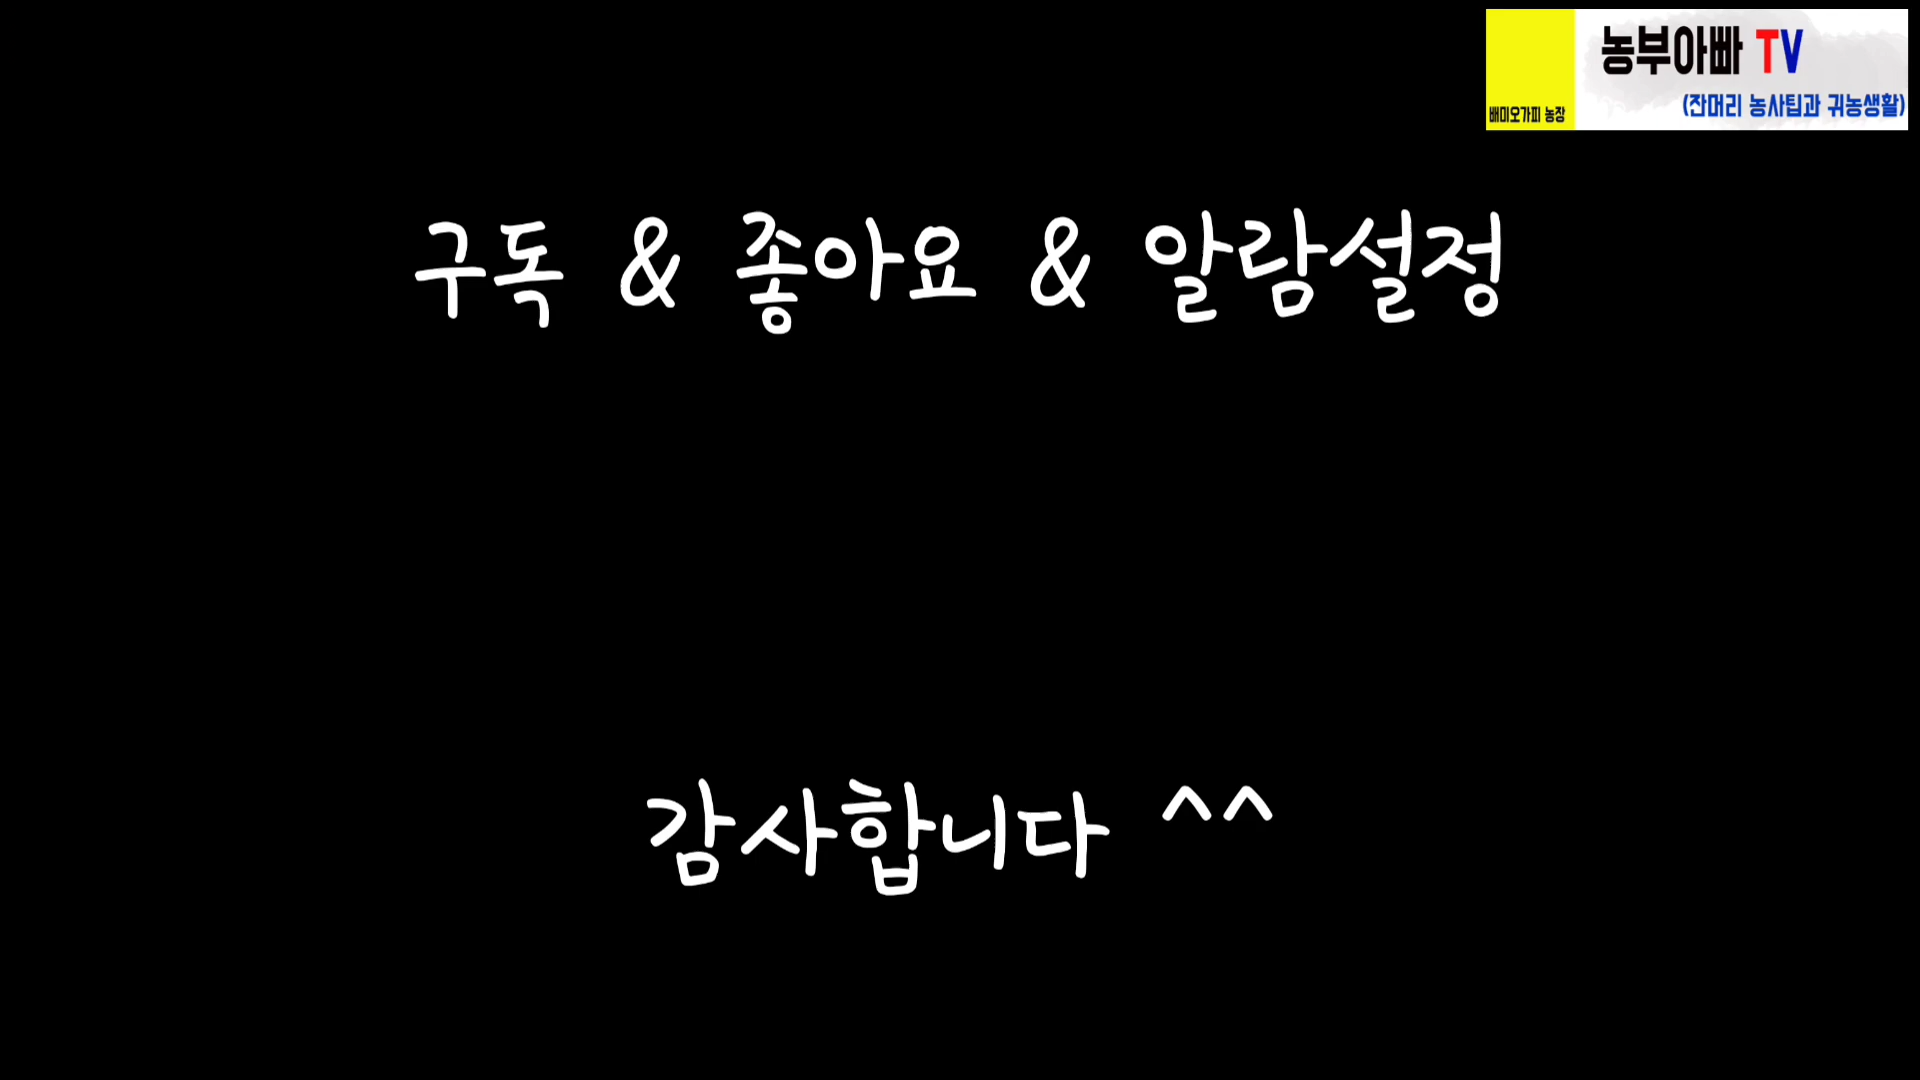 농부아빠 TV
(잔머리 농사팁과 귀농생활)
배미오가피 농장
구독 & 좋아요 & 알람설정
감사합니다 ^^